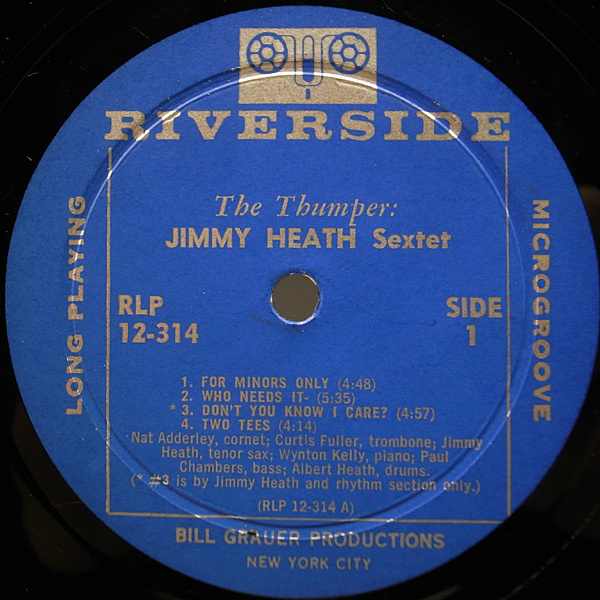 RIVERSIDE
The Thumper:
JIMMY HEATH Sextet
LONG PLAYING
MICROGROOVE
RLP
12-314
SIDE
1
1. FOR MINORS ONLY (4:48)
2. WHO NEEDS IT- (5:35)
* 3. DON'T YOU KNOW I CARE? (4:57)
4. TWO TEES (4:14)
Nat Adderley, cornet; Curtis Fuller, trombone; Jimmy
Heath, tenor sax; Wynton Kelly, piano; Paul
Chambers, bass; Albert Heath, drums.
(* #3 is by Jimmy Heath and rhythm section only.)
(RLP 12-314 A)
BILL GRAUER PRODUCTIONS
NEW YORK CITY